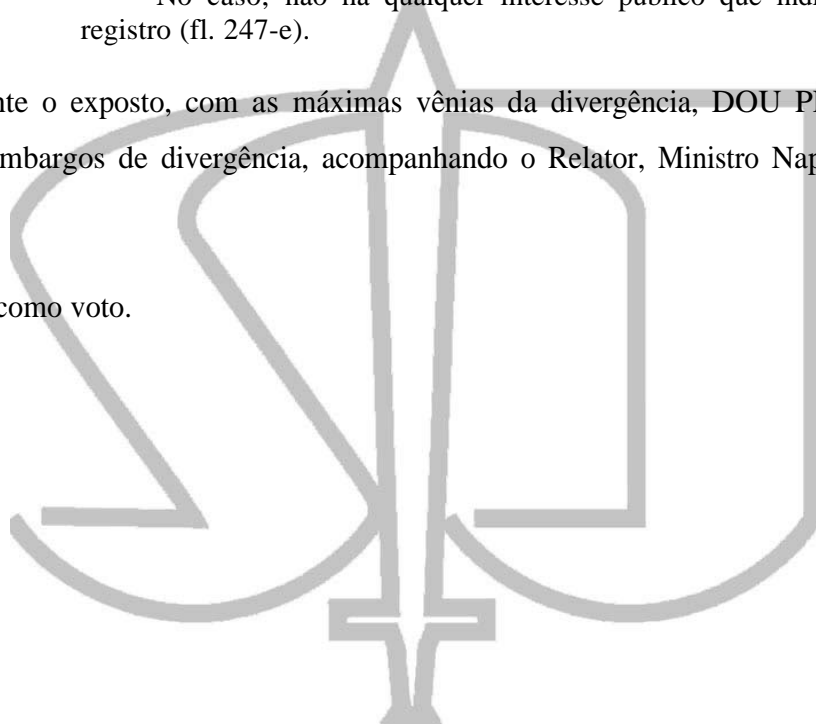 No caso, não há qualquer interesse público que
registro (fl. 247-e).
nte o exposto, com as máximas vênias da divergência, DOU
mbargos de divergência, acompanhando o Relator, Ministro
como voto.